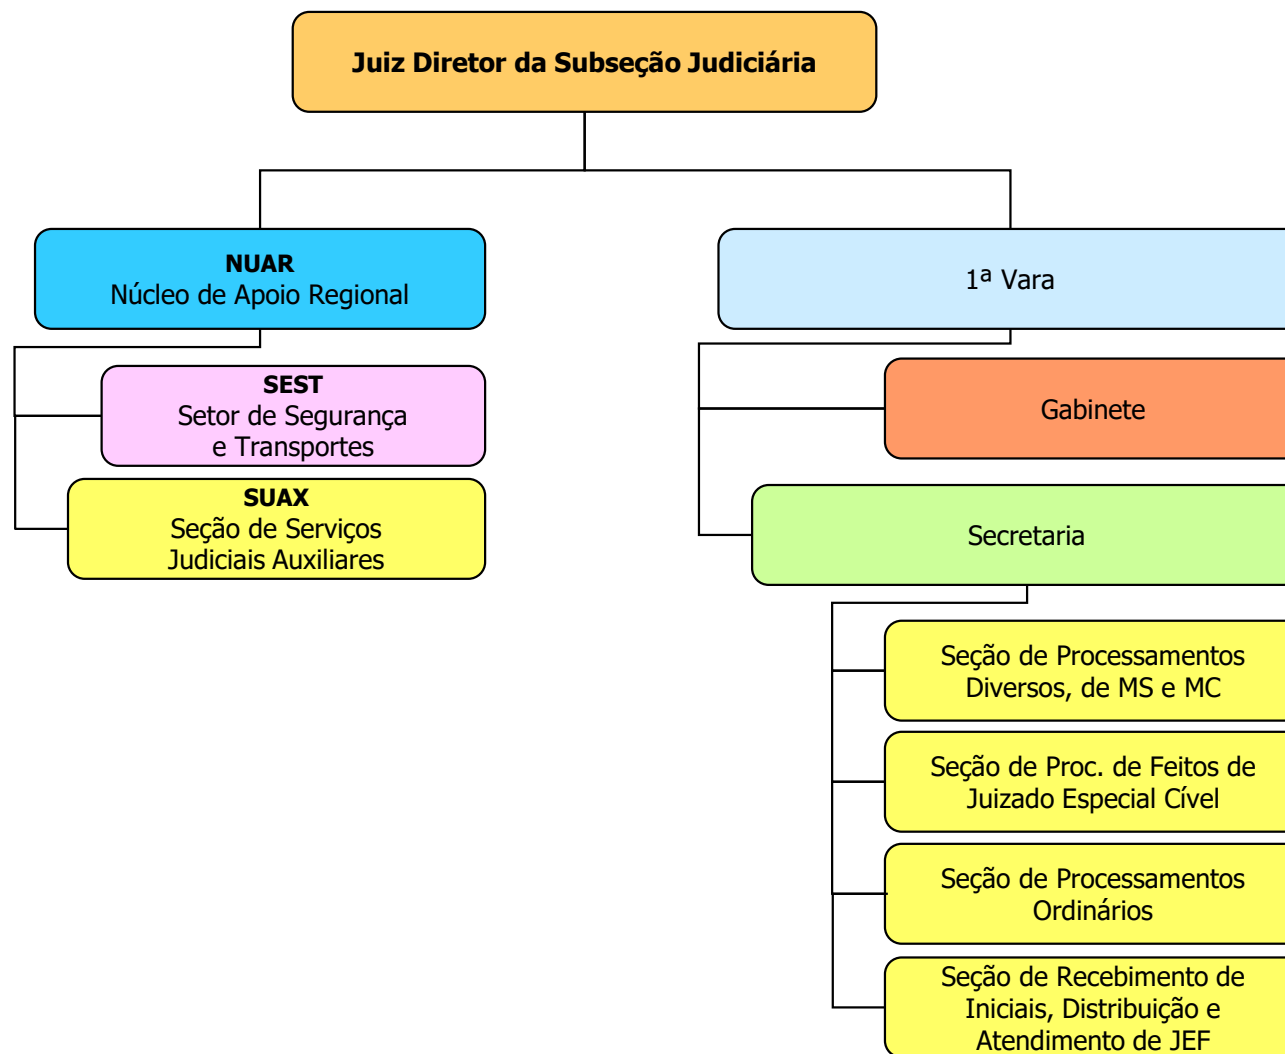 Juiz Diretor da Subseção Judiciária
NUAR
Núcleo de Apoio Regional
SEST
Setor de Segurança
e Transportes
SUAX
Seção de Serviços
Judiciais Auxiliares
1ª Vara
Gabinete
Secretaria
Seção de Processamentos
Diversos, de MS e MC
Seção de Proc. de Feitos de
Juizado Especial Cível
Seção de Processamentos
Ordinários
Seção de Recebimento de
Iniciais, Distribuição e
Atendimento de JEF